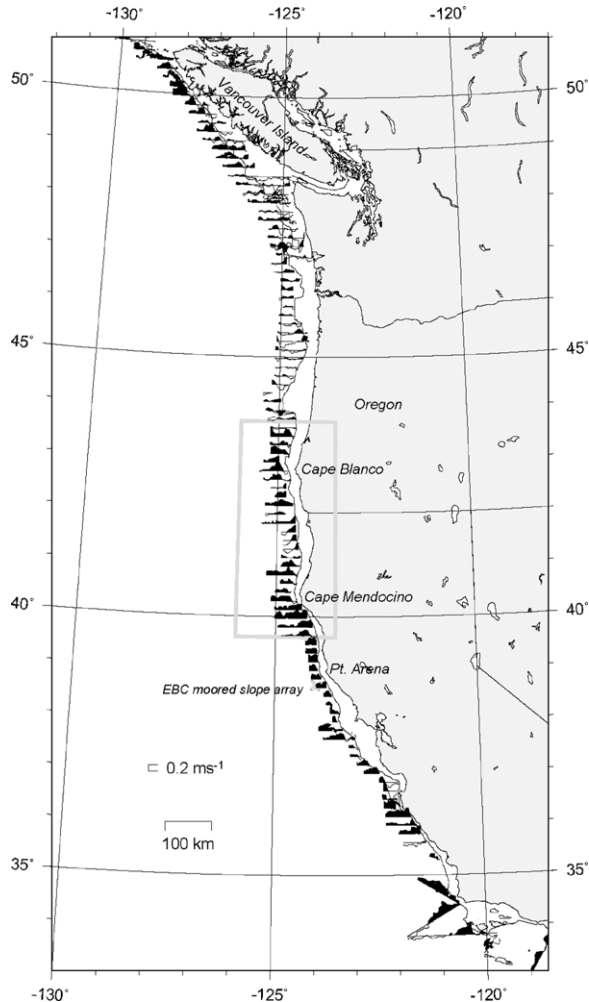 -130° -125° -120°
50° 50°
Vancouver Island
45° 45°
Oregon
Cape Blanco
Cape Mendocino
40° 40°
Pt. Arena
EBC moored slope array
0.2 ms-1
100 km
35° 35°
-130° -125° -120°